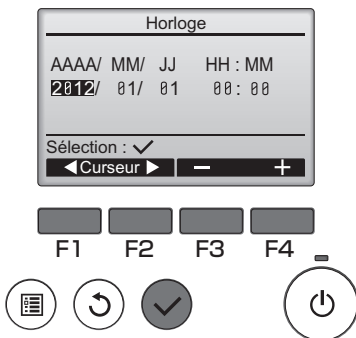 Horloge
AAAA/ MM/ JJ HH : MM
2012/ 01/ 01 00: 00
Sélection : ✓
◀Curseur▶ − +
F1 F2 F3 F4